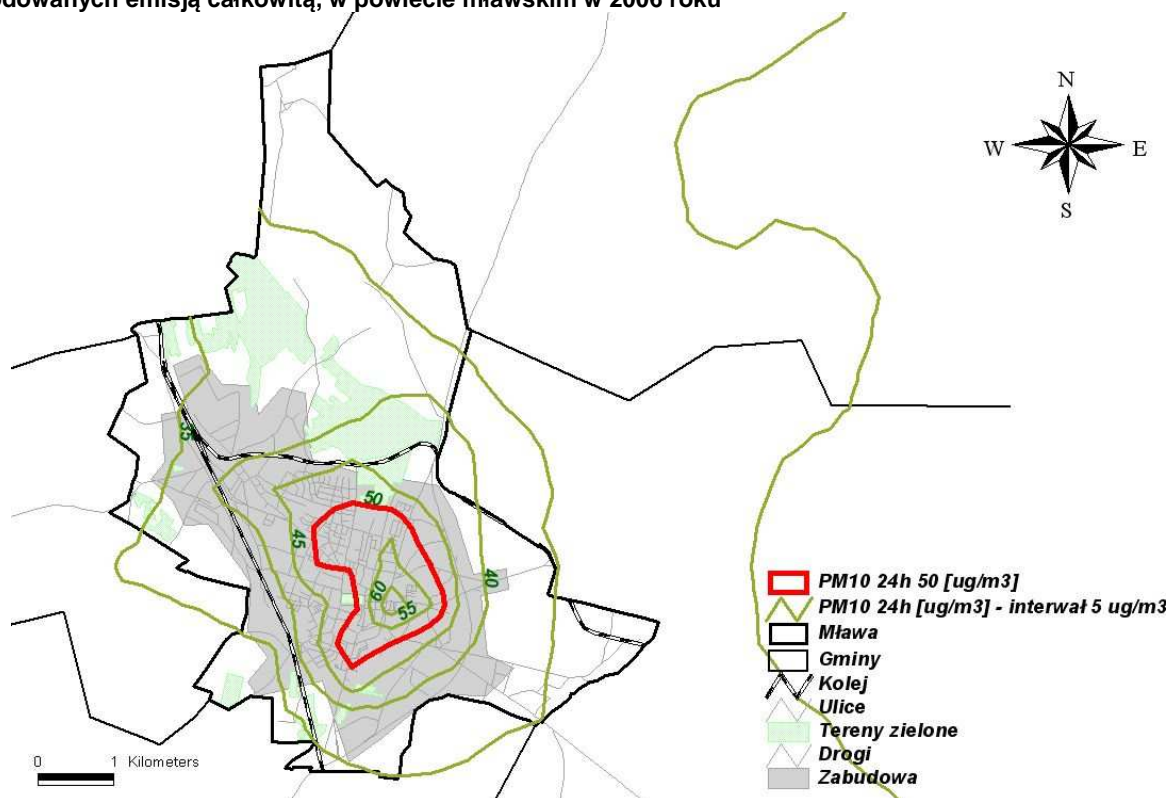 odowanych emisją całkowitą, w powiecie mławskim w 2006 roku
N
W E
S
35
50
45
40
60
55
PM10 24h 50 [ug/m3]
PM10 24h [ug/m3] - interwał 5 ug/m3
Mława
Gminy
Kolej
Ulice
Tereny zielone
Drogi
Zabudowa
0 1 Kilometers